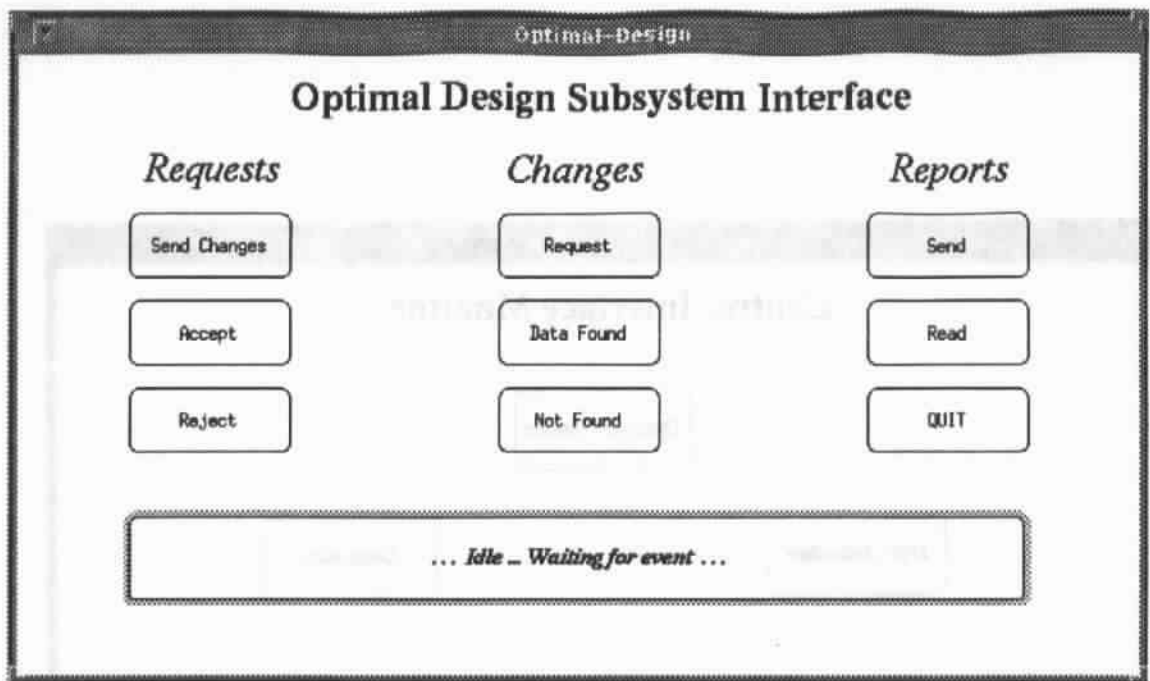 Optimal-Design
Optimal Design Subsystem Interface
Requests Changes Reports
Send Changes Request Send
Accept Data Found Read
Reject Not Found QUIT
... Idle ... Waiting for event ...